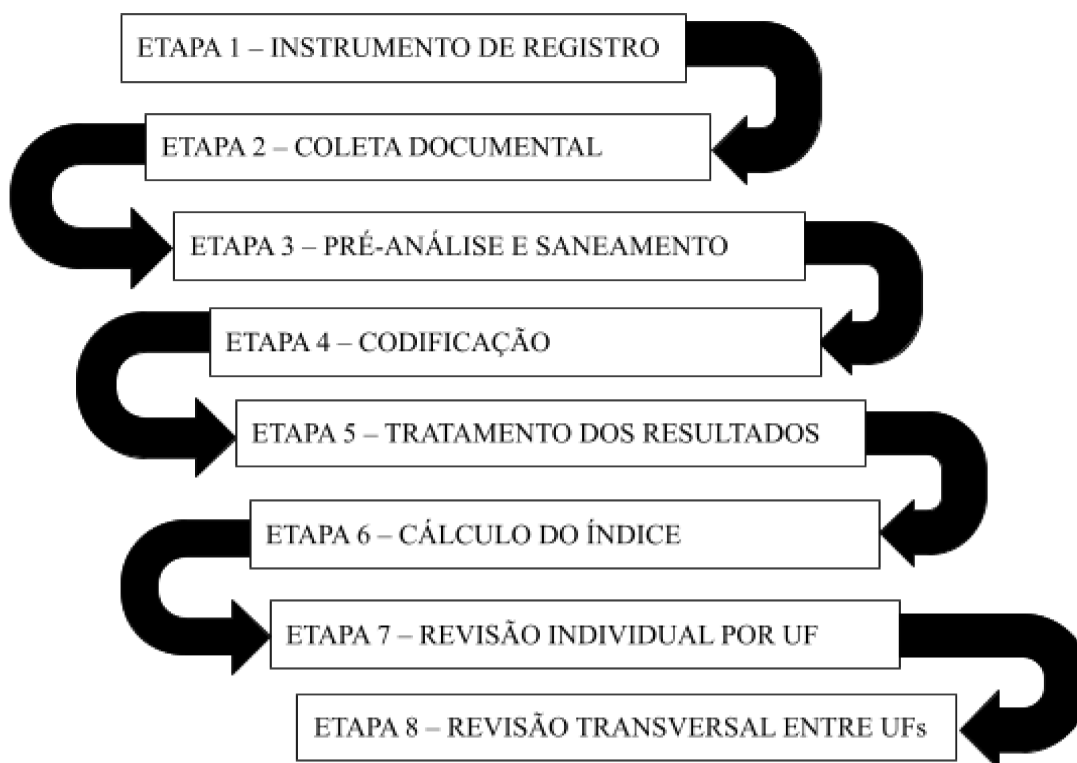 ETAPA 1 – INSTRUMENTO DE REGISTRO
ETAPA 2 – COLETA DOCUMENTAL
ETAPA 3 – PRÉ-ANÁLISE E SANEAMENTO
ETAPA 4 – CODIFICAÇÃO
ETAPA 5 – TRATAMENTO DOS RESULTADOS
ETAPA 6 – CÁLCULO DO ÍNDICE
ETAPA 7 – REVISÃO INDIVIDUAL POR UF
ETAPA 8 – REVISÃO TRANSVERSAL ENTRE UFs